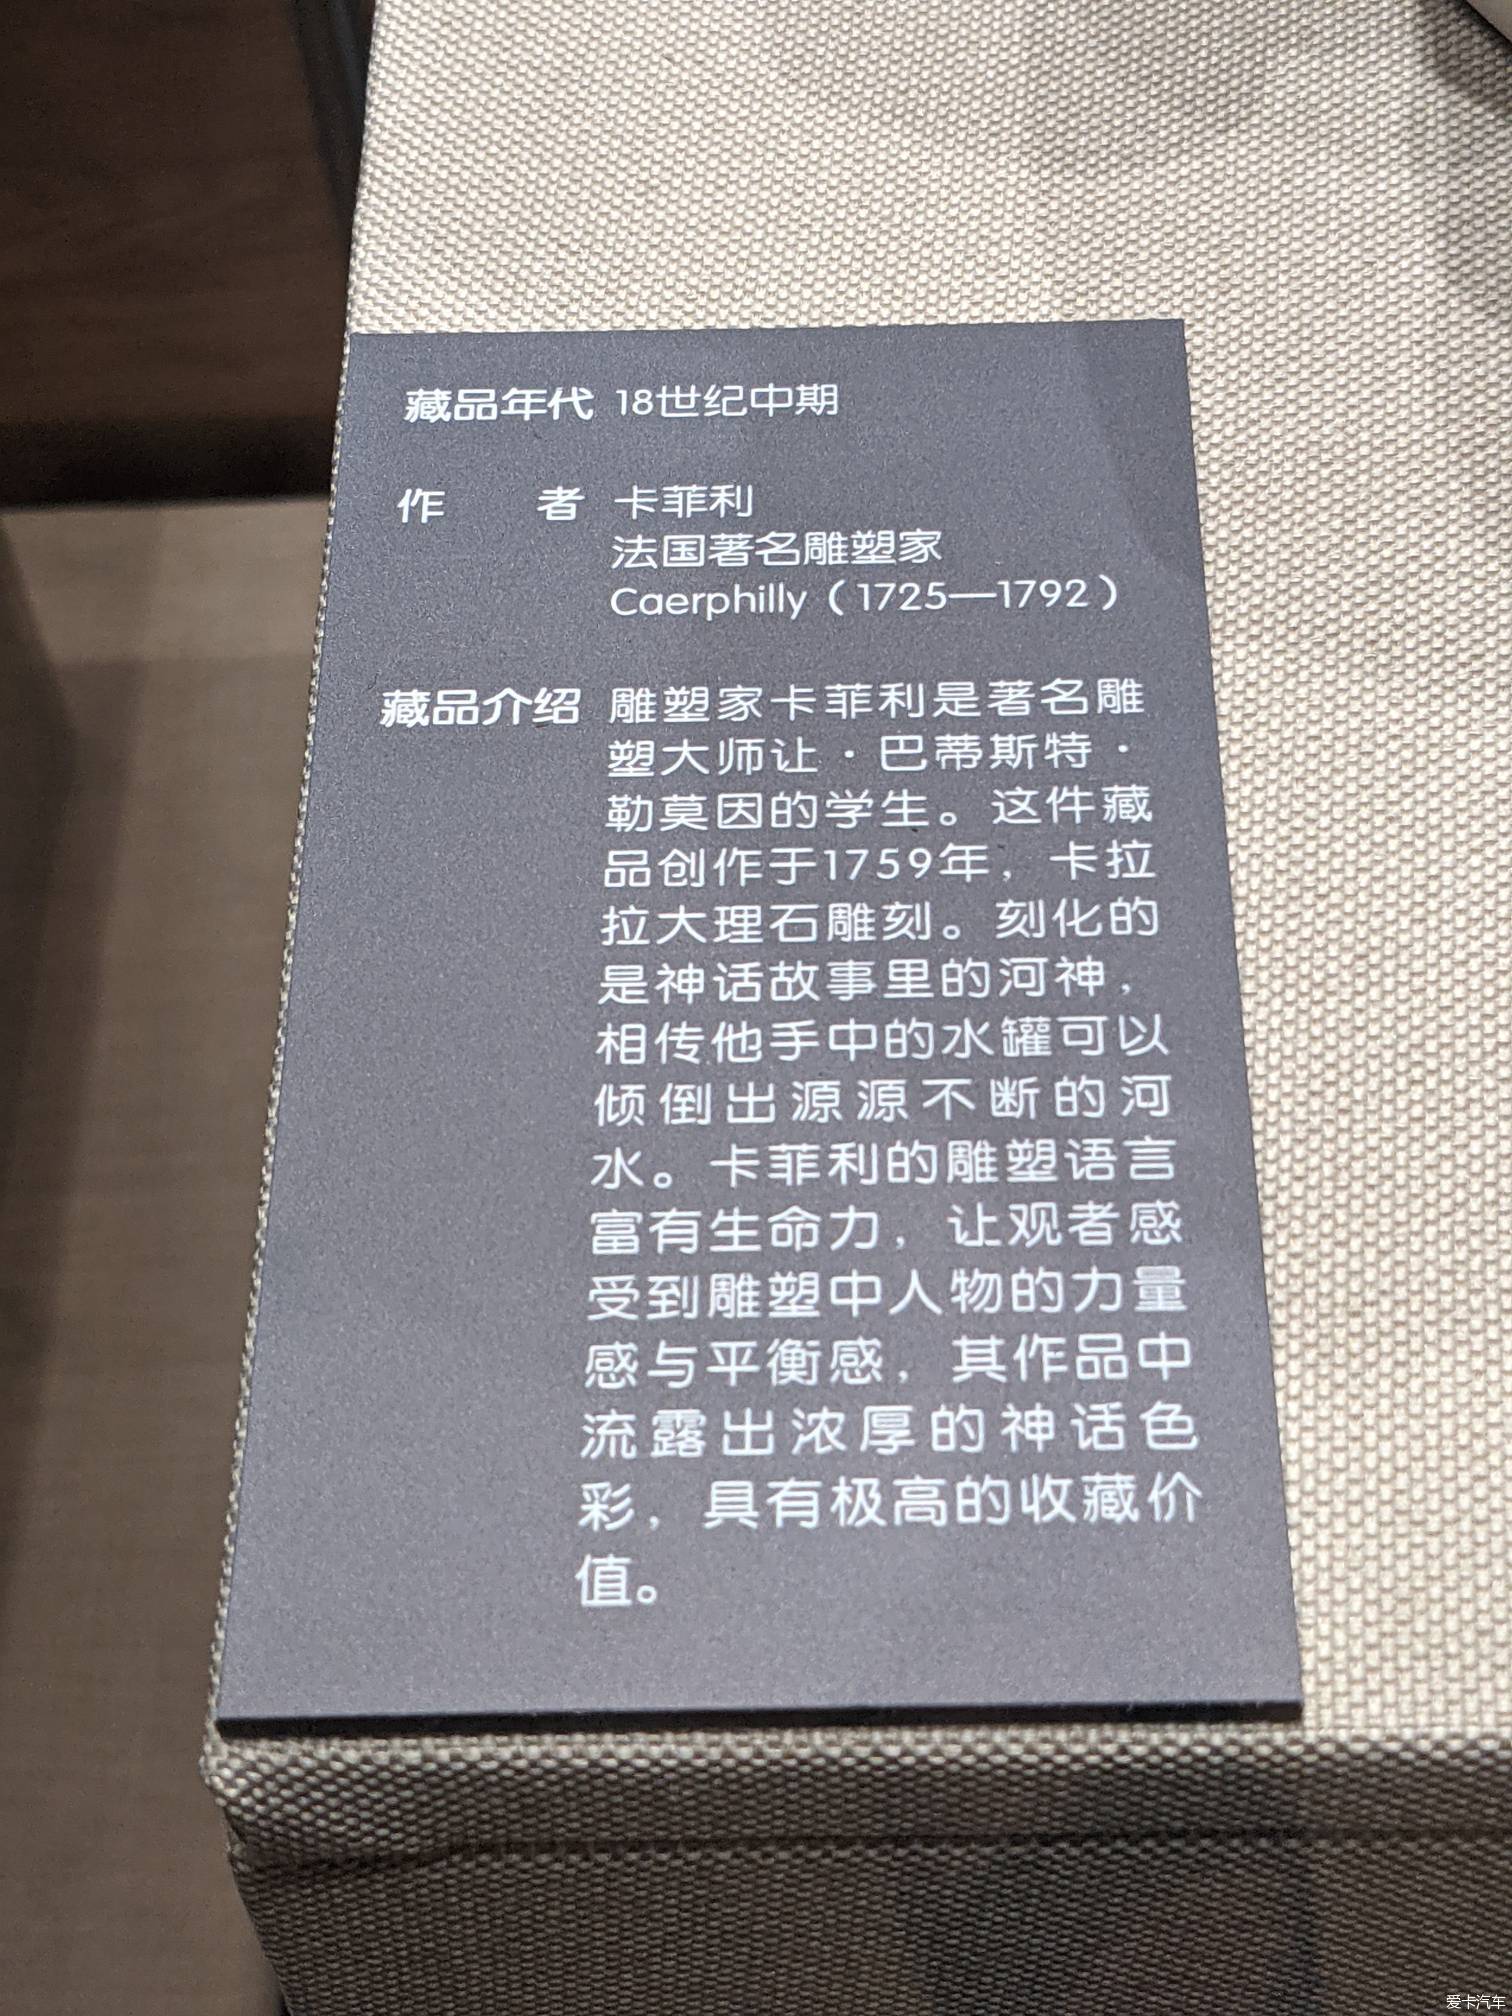 藏品年代 18世纪中期
作 者 卡菲利
法国著名雕塑家
Caerphilly（1725—1792）
藏品介绍 雕塑家卡菲利是著名雕
塑大师让·巴蒂斯特·
勒莫因的学生。这件藏
品创作于1759年，卡拉
拉大理石雕刻。刻化的
是神话故事里的河神，
相传他手中的水罐可以
倾倒出源源不断的河
水。卡菲利的雕塑语言
富有生命力，让观者感
受到雕塑中人物的力量
感与平衡感，其作品中
流露出浓厚的神话色
彩，具有极高的收藏价
值。
爱卡汽车